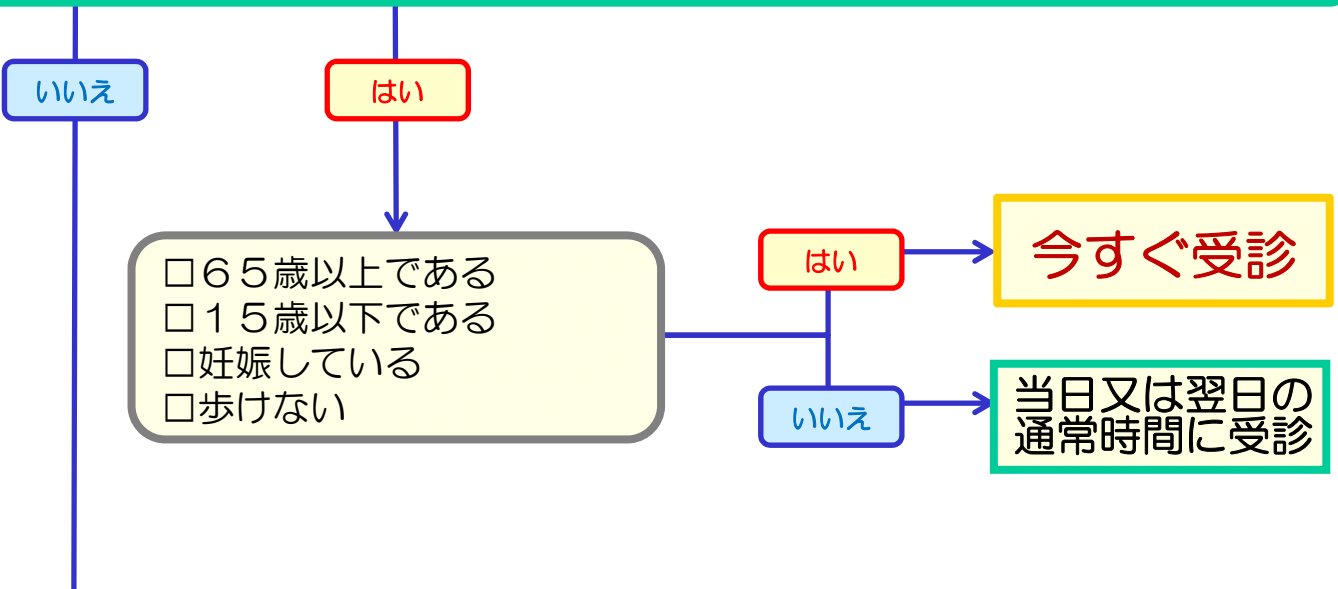 いいえ
はい
□６５歳以上である
□１５歳以下である
□妊娠している
□歩けない
はい
今すぐ受診
いいえ
当日又は翌日の
通常時間に受診